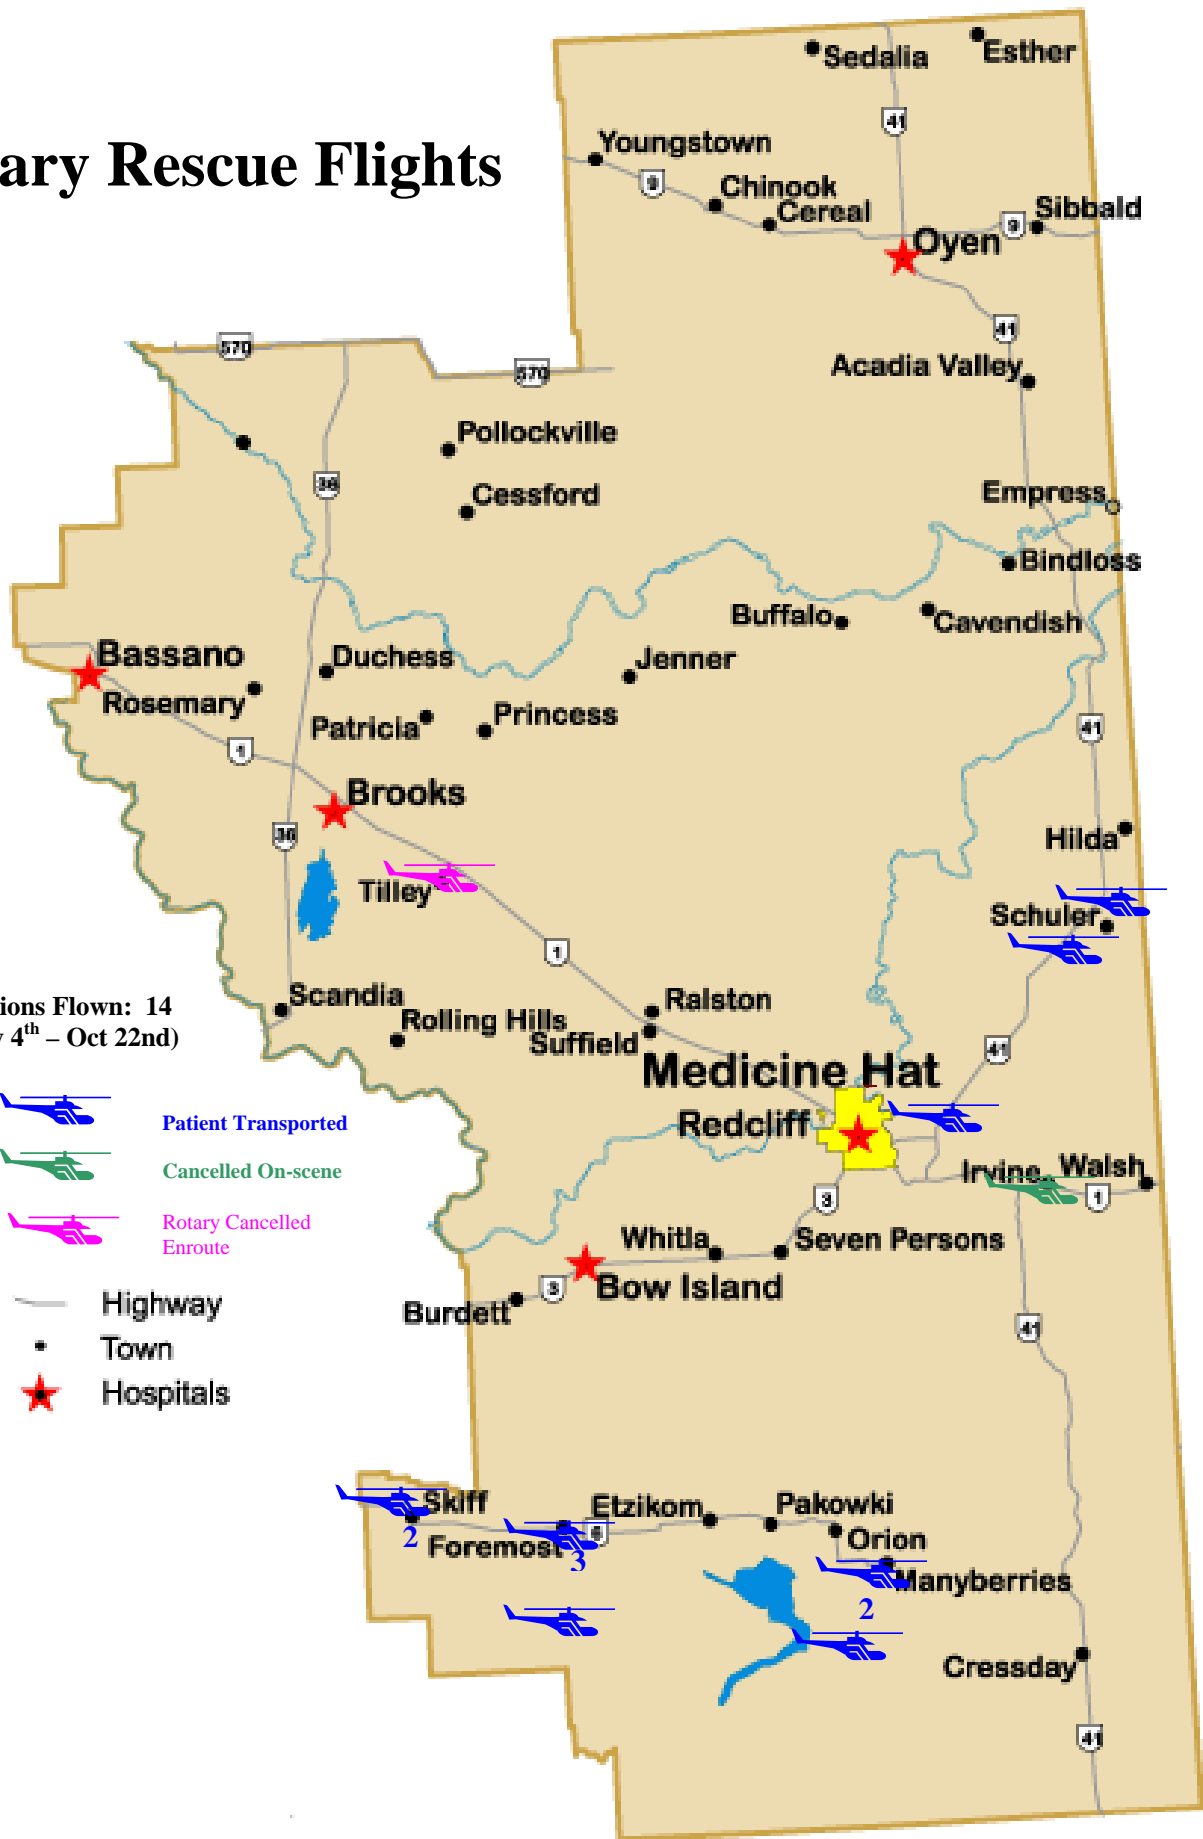 Sedalia
Esther
41
ary Rescue Flights
Youngstown
9
Chinook
Cereal
Sibbald
9
Oyen
41
570
570
Acadia Valley
Pollockville
36
Cessford
Empress
Bindloss
Buffalo
Cavendish
Bassano
Duchess
Jenner
Rosemary
Patricia
Princess
41
1
Brooks
36
Hilda
Tilley
Schuler
1
Scandia
Ralston
ions Flown: 14
4th – Oct 22nd)
Rolling Hills
Suffield
41
Medicine Hat
Redcliff
Patient Transported
Cancelled On-scene
Irvine
Walsh
1
3
Rotary Cancelled
Enroute
Whitla
Seven Persons
Bow Island
3
Burdett
Highway
Town
Hospitals
41
Skiff
2
Etzikom
Pakowki
Foremost
3
Orion
Manyberries
2
Cressday
41